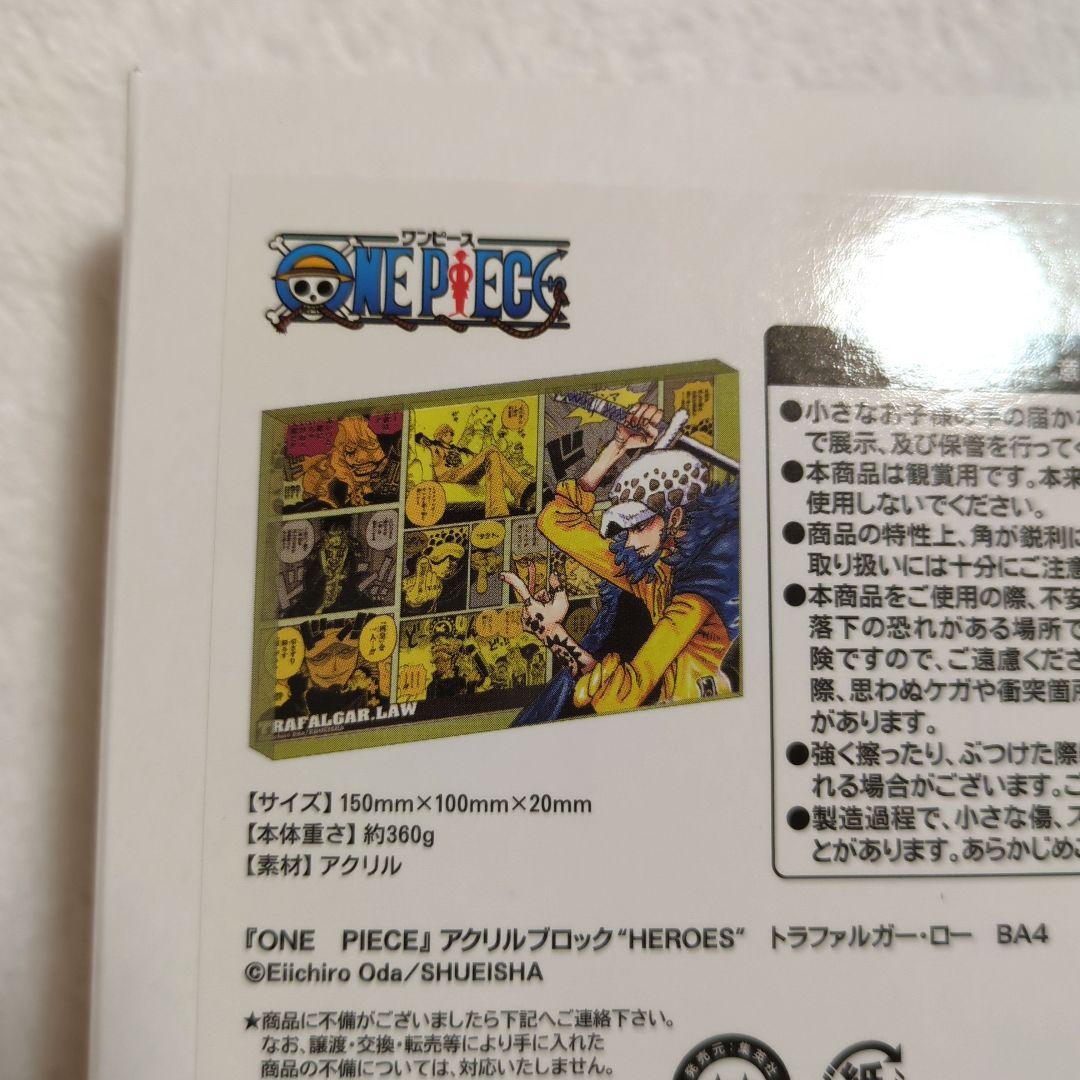 ワンピース
ONE PIECE
TRAFALGAR.LAW
【サイズ】150mm×100mm×20mm
【本体重さ】約360g
【素材】アクリル
『ONE PIECE』アクリルブロック“HEROES” トラファルガー・ロー BA4
©Eiichiro Oda/SHUEISHA
★商品に不備がございましたら下記へご連絡下さい。
なお、譲渡・交換・転売等により手に入れた
商品の不備については、対応いたしません。
●小さなお子様の手の届か
で展示、及び保管を行って
●本商品は観賞用です。本来
使用しないでください。
●商品の特性上、角が鋭利に
取り扱いには十分にご注意
●本商品をご使用の際、不安
落下の恐れがある場所で
険ですので、ご遠慮くださ
際、思わぬケガや衝突箇所
があります。
●強く擦ったり、ぶつけた際
れる場合がございます。ご
●製造過程で、小さな傷、
とがあります。あらかじめ
発売元:集英社
紙